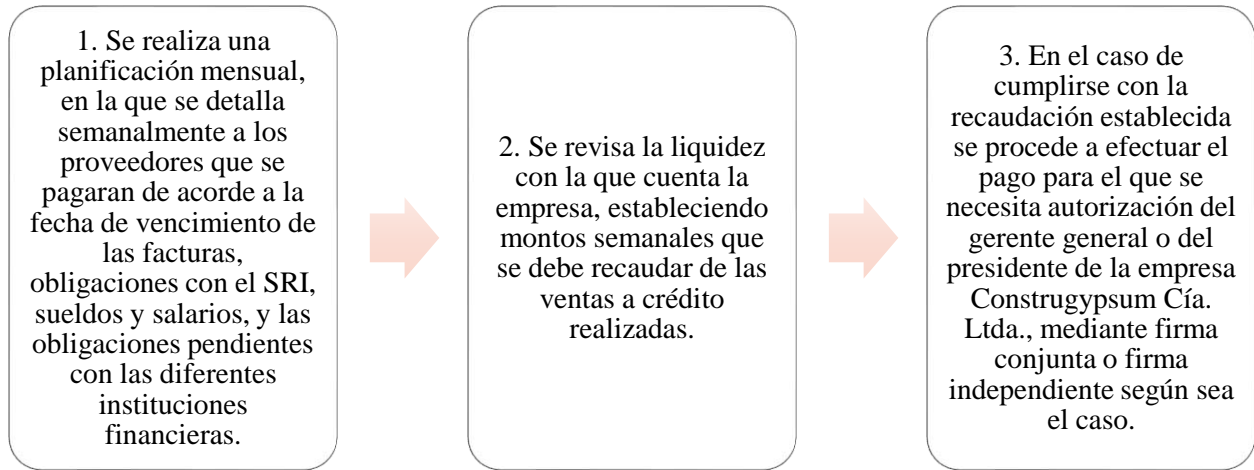 1. Se realiza una
planificación mensual,
en la que se detalla
semanalmente a los
proveedores que se
pagaran de acorde a la
fecha de vencimiento de
las facturas,
obligaciones con el SRI,
sueldos y salarios, y las
obligaciones pendientes
con las diferentes
instituciones
financieras.
2. Se revisa la liquidez
con la que cuenta la
empresa, estableciendo
montos semanales que
se debe recaudar de las
ventas a crédito
realizadas.
3. En el caso de
cumplirse con la
recaudación establecida
se procede a efectuar el
pago para el que se
necesita autorización del
gerente general o del
presidente de la empresa
Construgypsum Cía.
Ltda., mediante firma
conjunta o firma
independiente según sea
el caso.